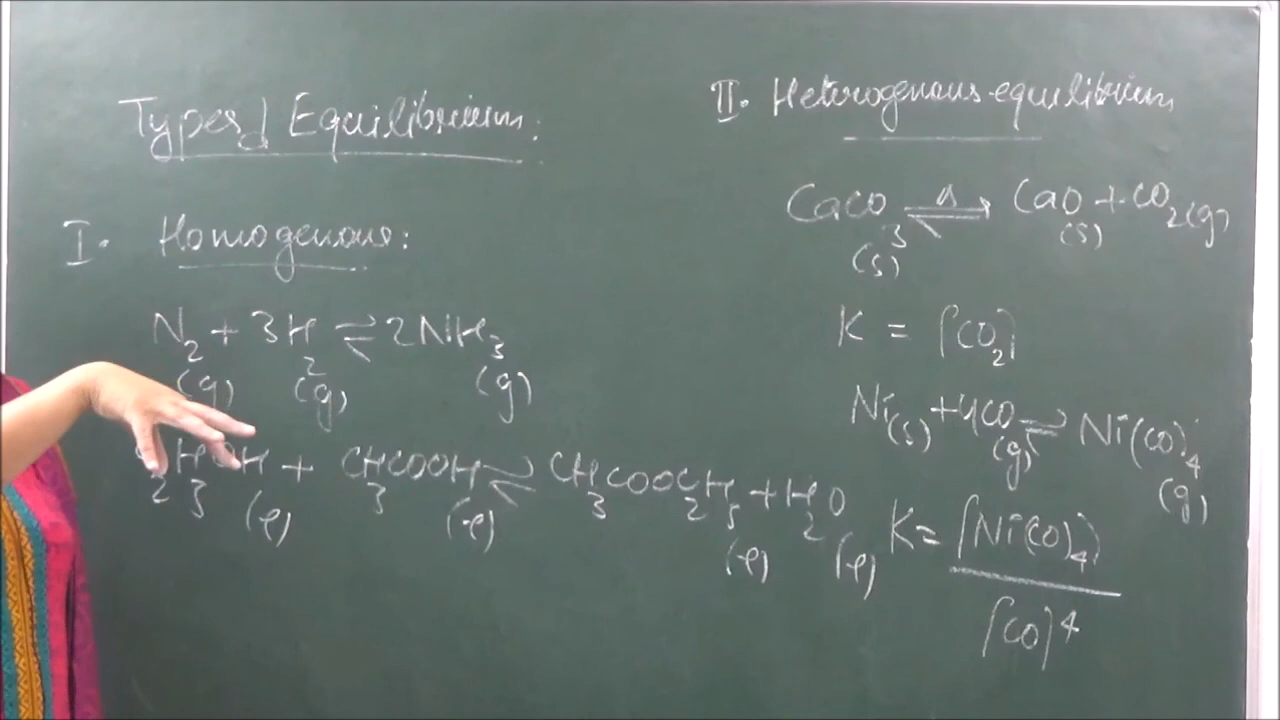 Types of Equilibrium:
I. Homogenous:
N₂ + 3H₂ ⇌ 2NH₃
(g) (g) (g)
₂H₃OH + CH₃COOH ⇌ CH₃COOC₂H₅ + H₂O
(l) (l) (l) (l)
II. Heterogenous equilibrium
CaCO₃ ⇌ CaO + CO₂(g)
Δ
(s) (s)
K = [CO₂]
Ni(s) + 4CO ⇌ Ni(CO)₄
(g) (g)
K = [Ni(CO)₄]
[CO]⁴